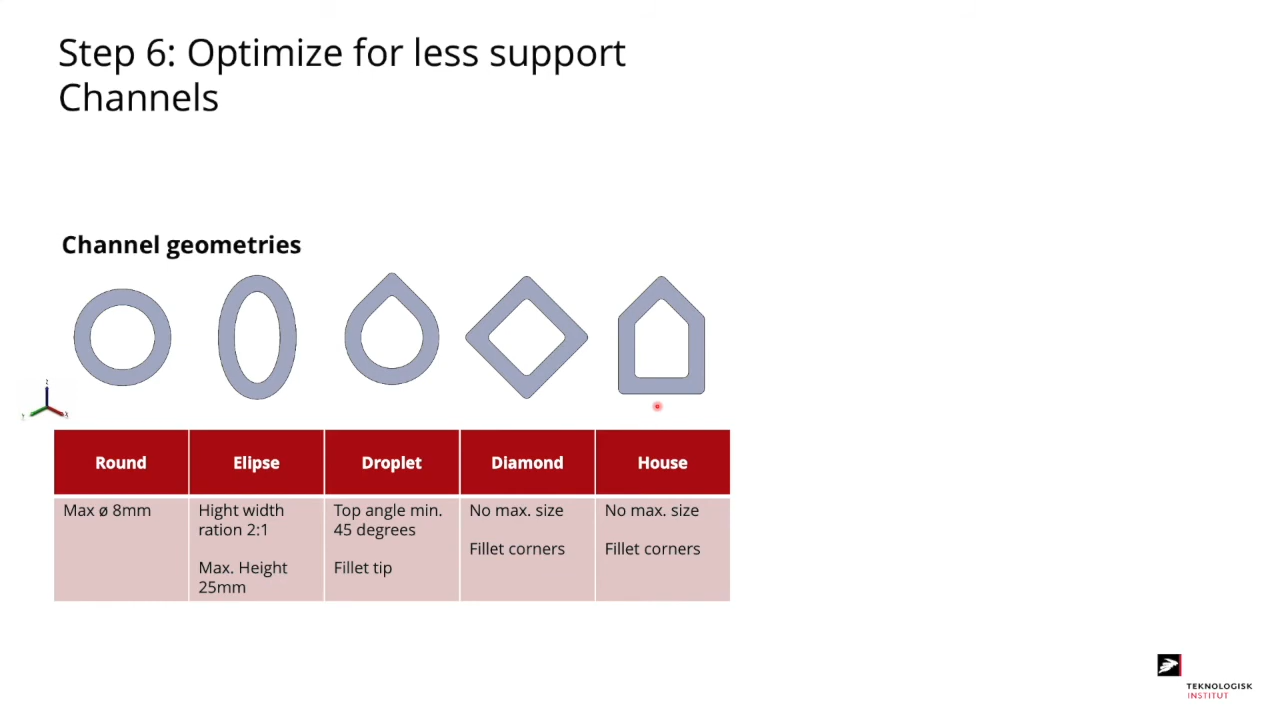 Step 6: Optimize for less support
Channels
Channel geometries
Round
Elipse
Droplet
Diamond
House
Max ø 8mm
Hight width
ration 2:1
Max. Height
25mm
Top angle min.
45 degrees
Fillet tip
No max. size
Fillet corners
No max. size
Fillet corners
TEKNOLOGISK
INSTITUT